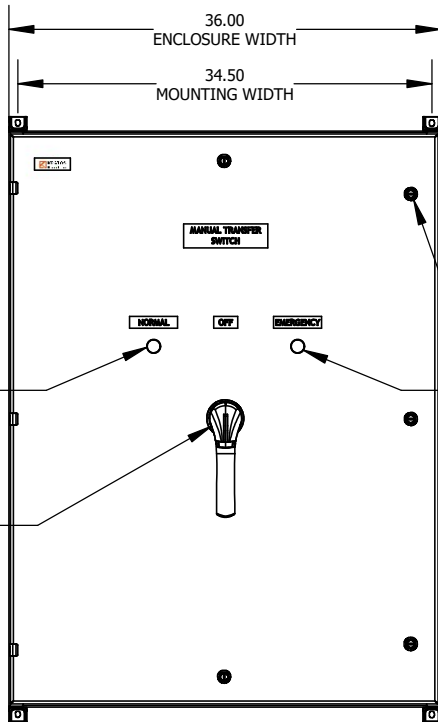 36.00
ENCLOSURE WIDTH
34.50
MOUNTING WIDTH
MANUAL TRANSFER
SWITCH
NORMAL
OFF
EMERGENCY